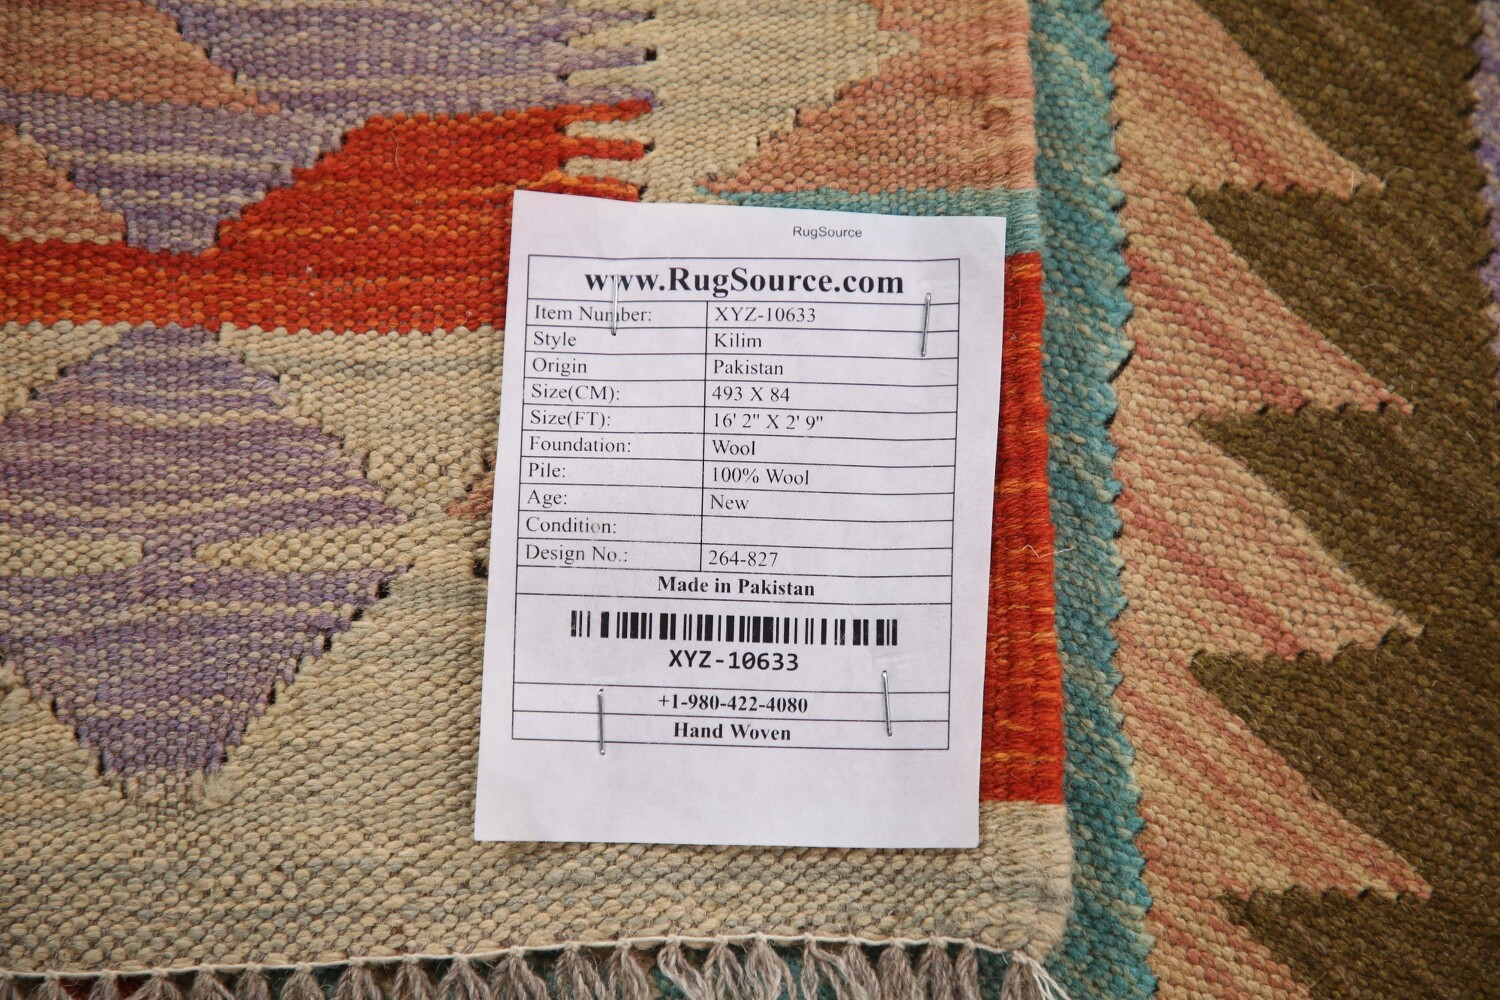 RugSource
www.RugSource.com
Item Number: XYZ-10633
Style Kilim
Origin Pakistan
Size(CM): 493 X 84
Size(FT): 16' 2" X 2' 9"
Foundation: Wool
Pile: 100% Wool
Age: New
Condition:
Design No.: 264-827
Made in Pakistan
XYZ-10633
+1-980-422-4080
Hand Woven